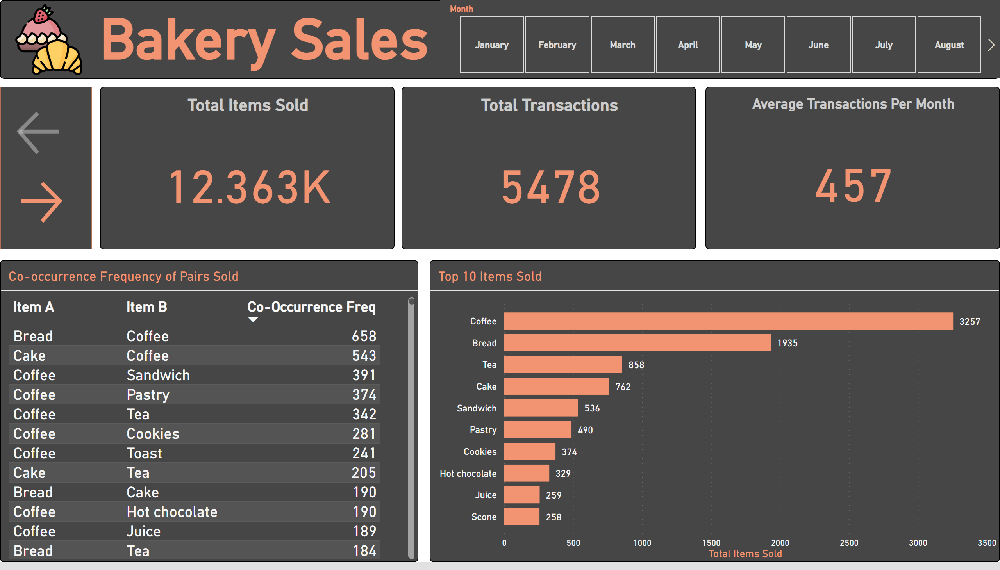 Bakery Sales
Month
January February March April May June July August
Total Items Sold
12.363K
Total Transactions
5478
Average Transactions Per Month
457
Co-occurrence Frequency of Pairs Sold
Item A Item B Co-Occurrence Freq
Bread Coffee 658
Cake Coffee 543
Coffee Sandwich 391
Coffee Pastry 374
Coffee Tea 342
Coffee Cookies 281
Coffee Toast 241
Cake Tea 205
Bread Cake 190
Coffee Hot chocolate 190
Coffee Juice 189
Bread Tea 184
Top 10 Items Sold
Coffee 3257
Bread 1935
Tea 858
Cake 762
Sandwich 536
Pastry 490
Cookies 374
Hot chocolate 329
Juice 259
Scone 258
0 500 1000 1500 2000 2500 3000 3500
Total Items Sold